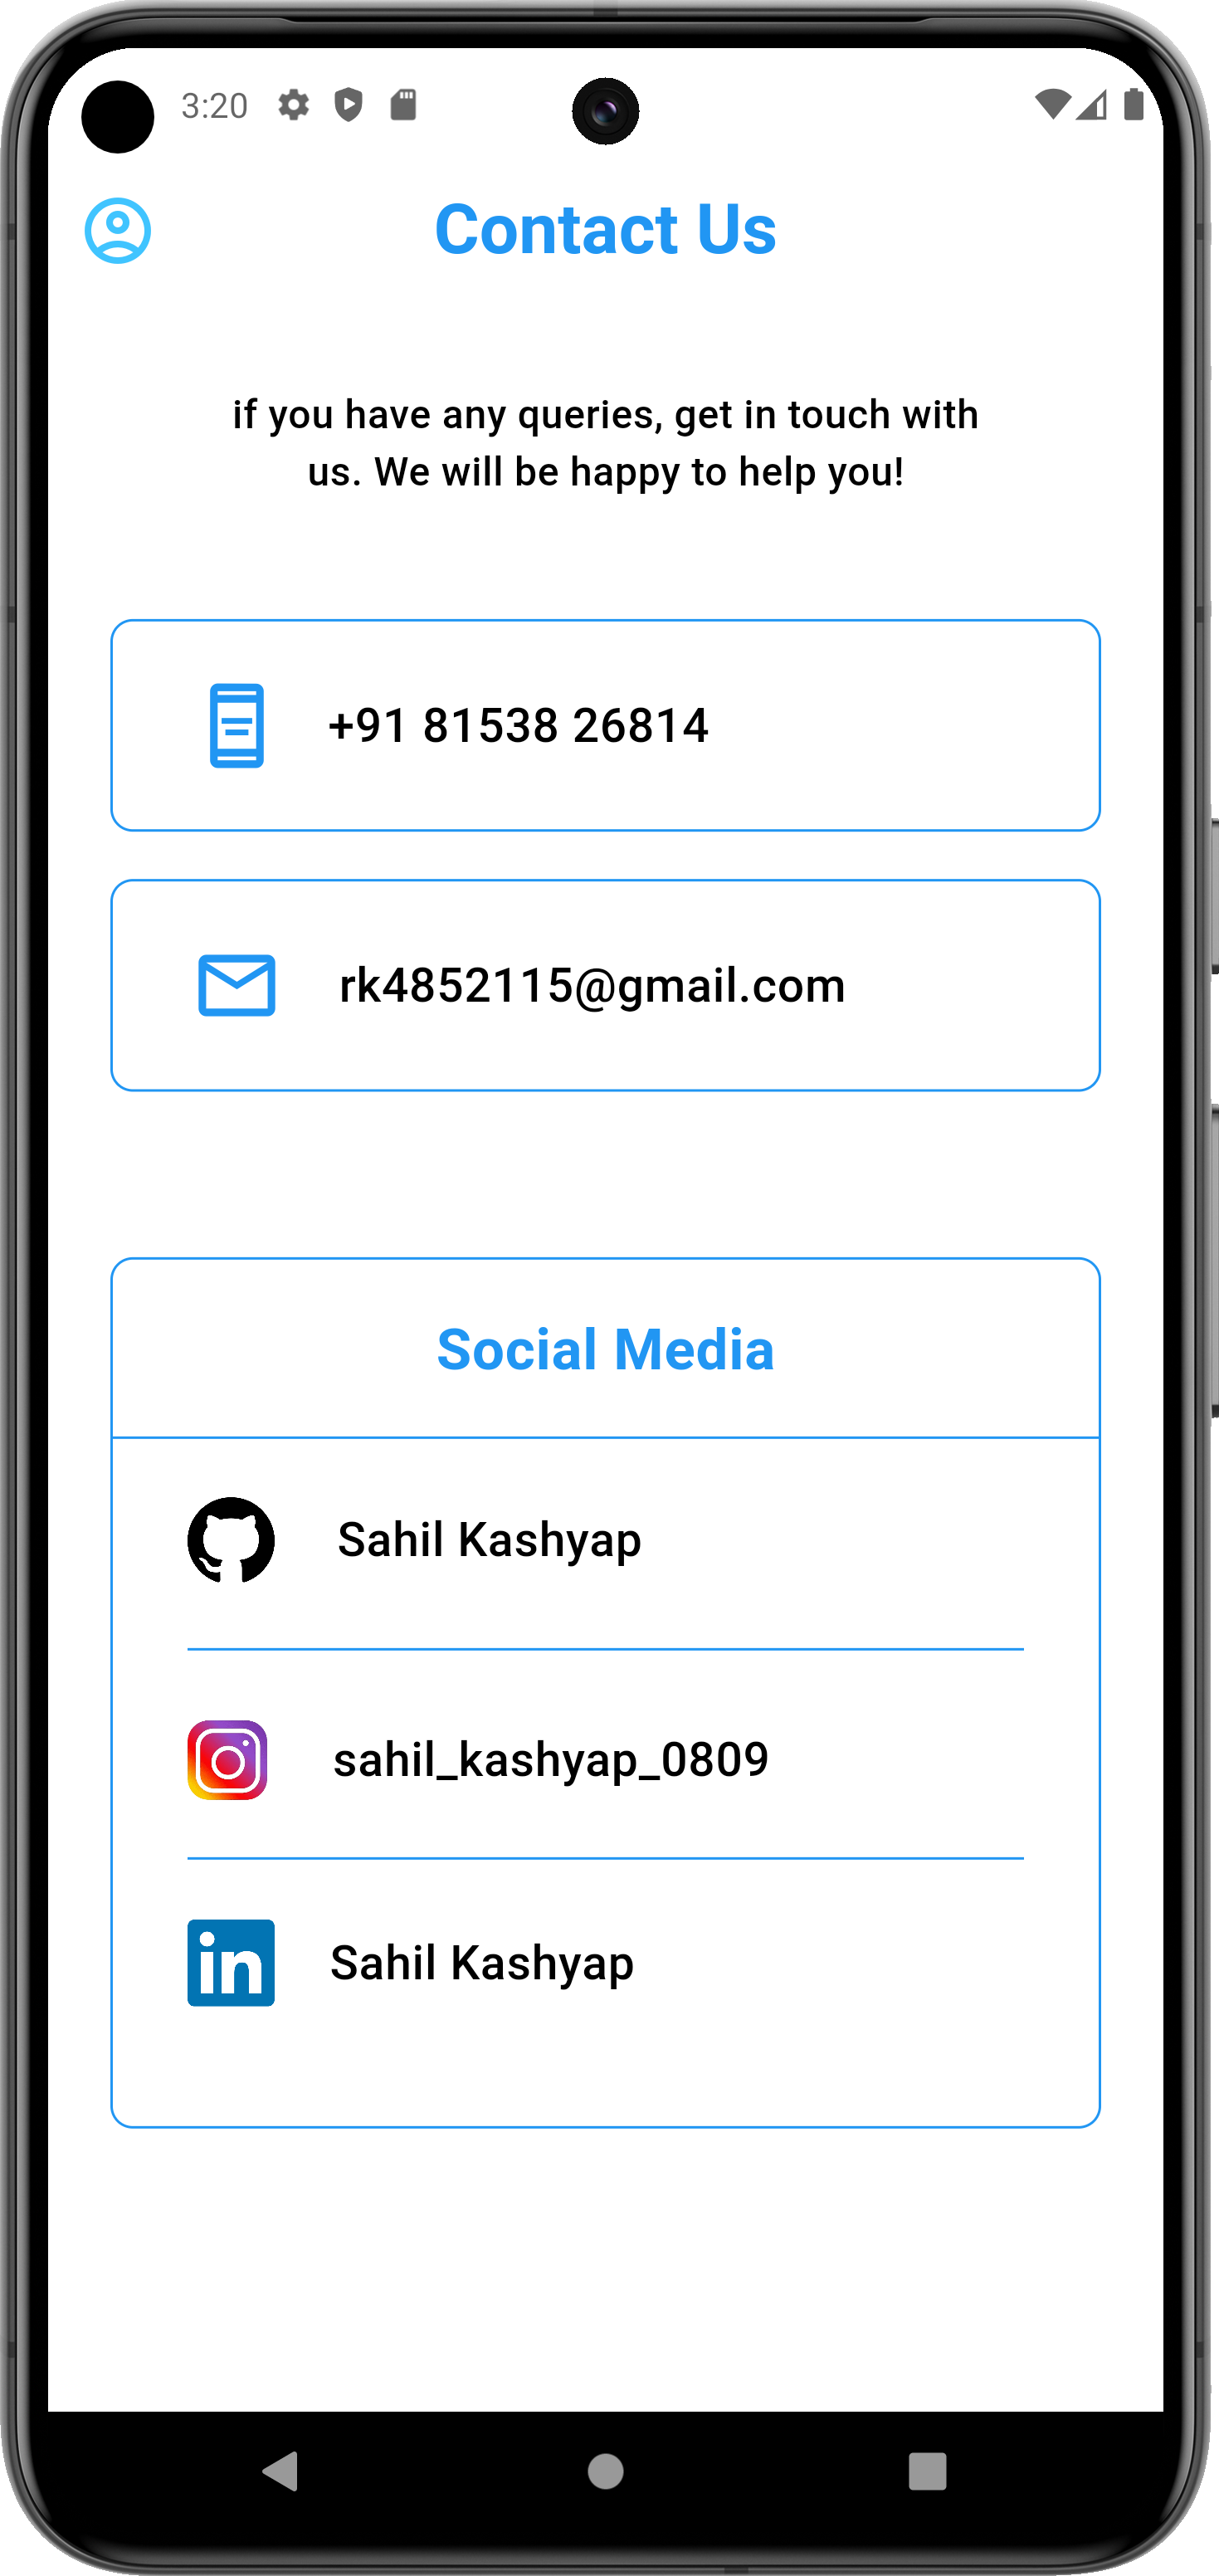 3:20
Contact Us
if you have any queries, get in touch with
us. We will be happy to help you!
+91 81538 26814
rk4852115@gmail.com
Social Media
Sahil Kashyap
sahil_kashyap_0809
in
Sahil Kashyap